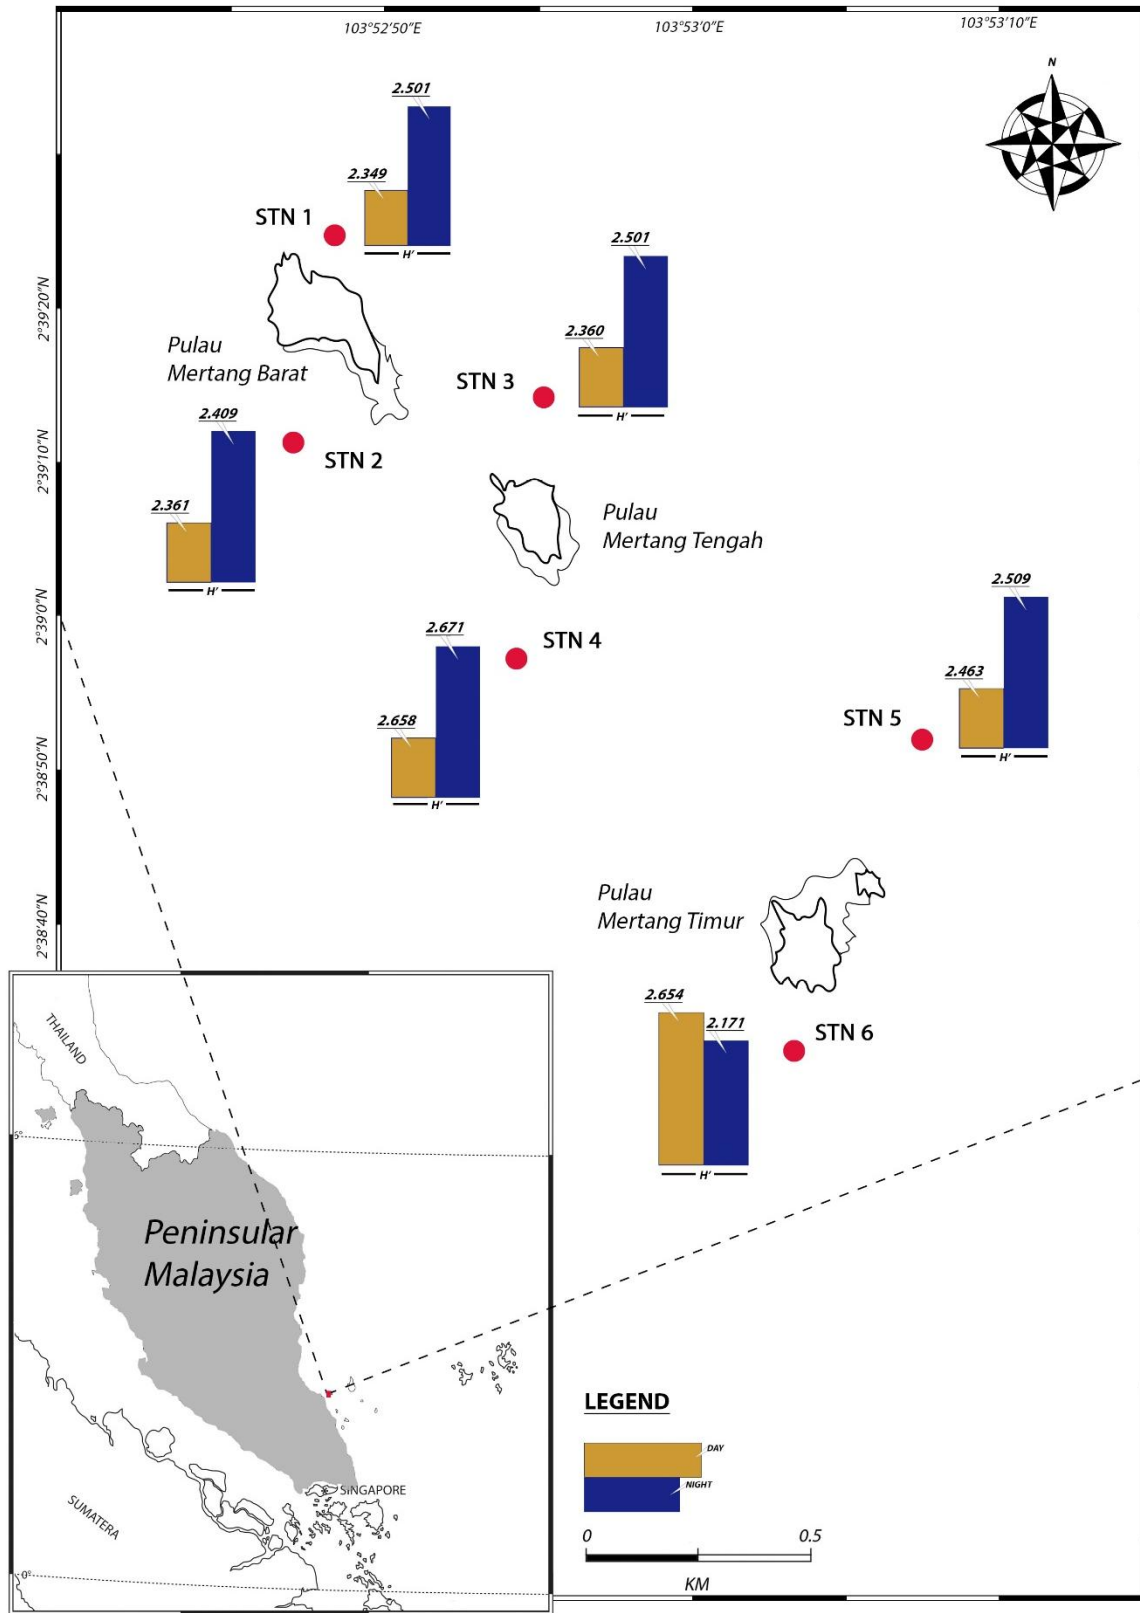 103°52'50"N
103°53'0"N
103°53'10"N
N
2.501
2.349
STN 1
H'
2.501
2.360
STN 3
H'
2°39'20"N
Pulau
Mertang Barat
2.409
2.361
STN 2
H'
2°39'10"N
Pulau
Mertang Tengah
2°39'0"N
2.671
2.658
STN 4
H'
2.509
2.463
STN 5
H'
2°38'50"N
Pulau
Mertang Timur
2°38'40"N
2.654
2.171
STN 6
H'
THAILAND
Peninsular
Malaysia
SINGAPORE
SUMATERA
0°
LEGEND
DAY
NIGHT
0
0.5
KM